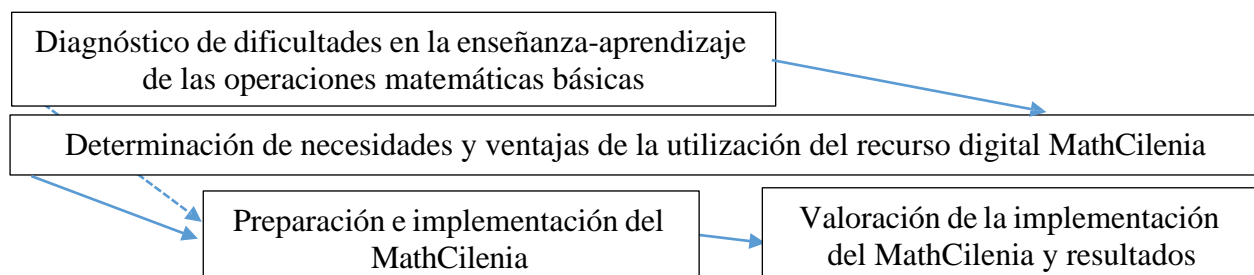 Diagnóstico de dificultades en la enseñanza-aprendizaje
de las operaciones matemáticas básicas
Determinación de necesidades y ventajas de la utilización del recurso digital MathCilenia
Preparación e implementación del
MathCilenia
Valoración de la implementación
del MathCilenia y resultados